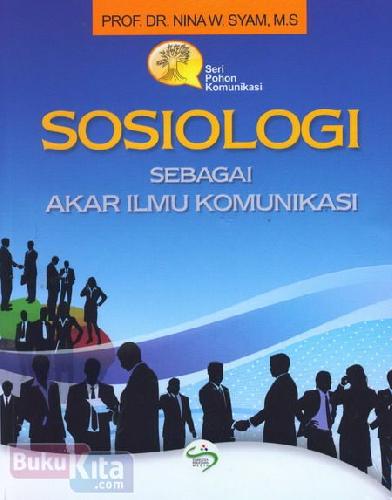 PROF. DR. NINA W. SYAM, M.S
Seri
Pohon
Komunikasi
SOSIOLOGI
SEBAGAI
AKAR ILMU KOMUNIKASI
BukuKita.com